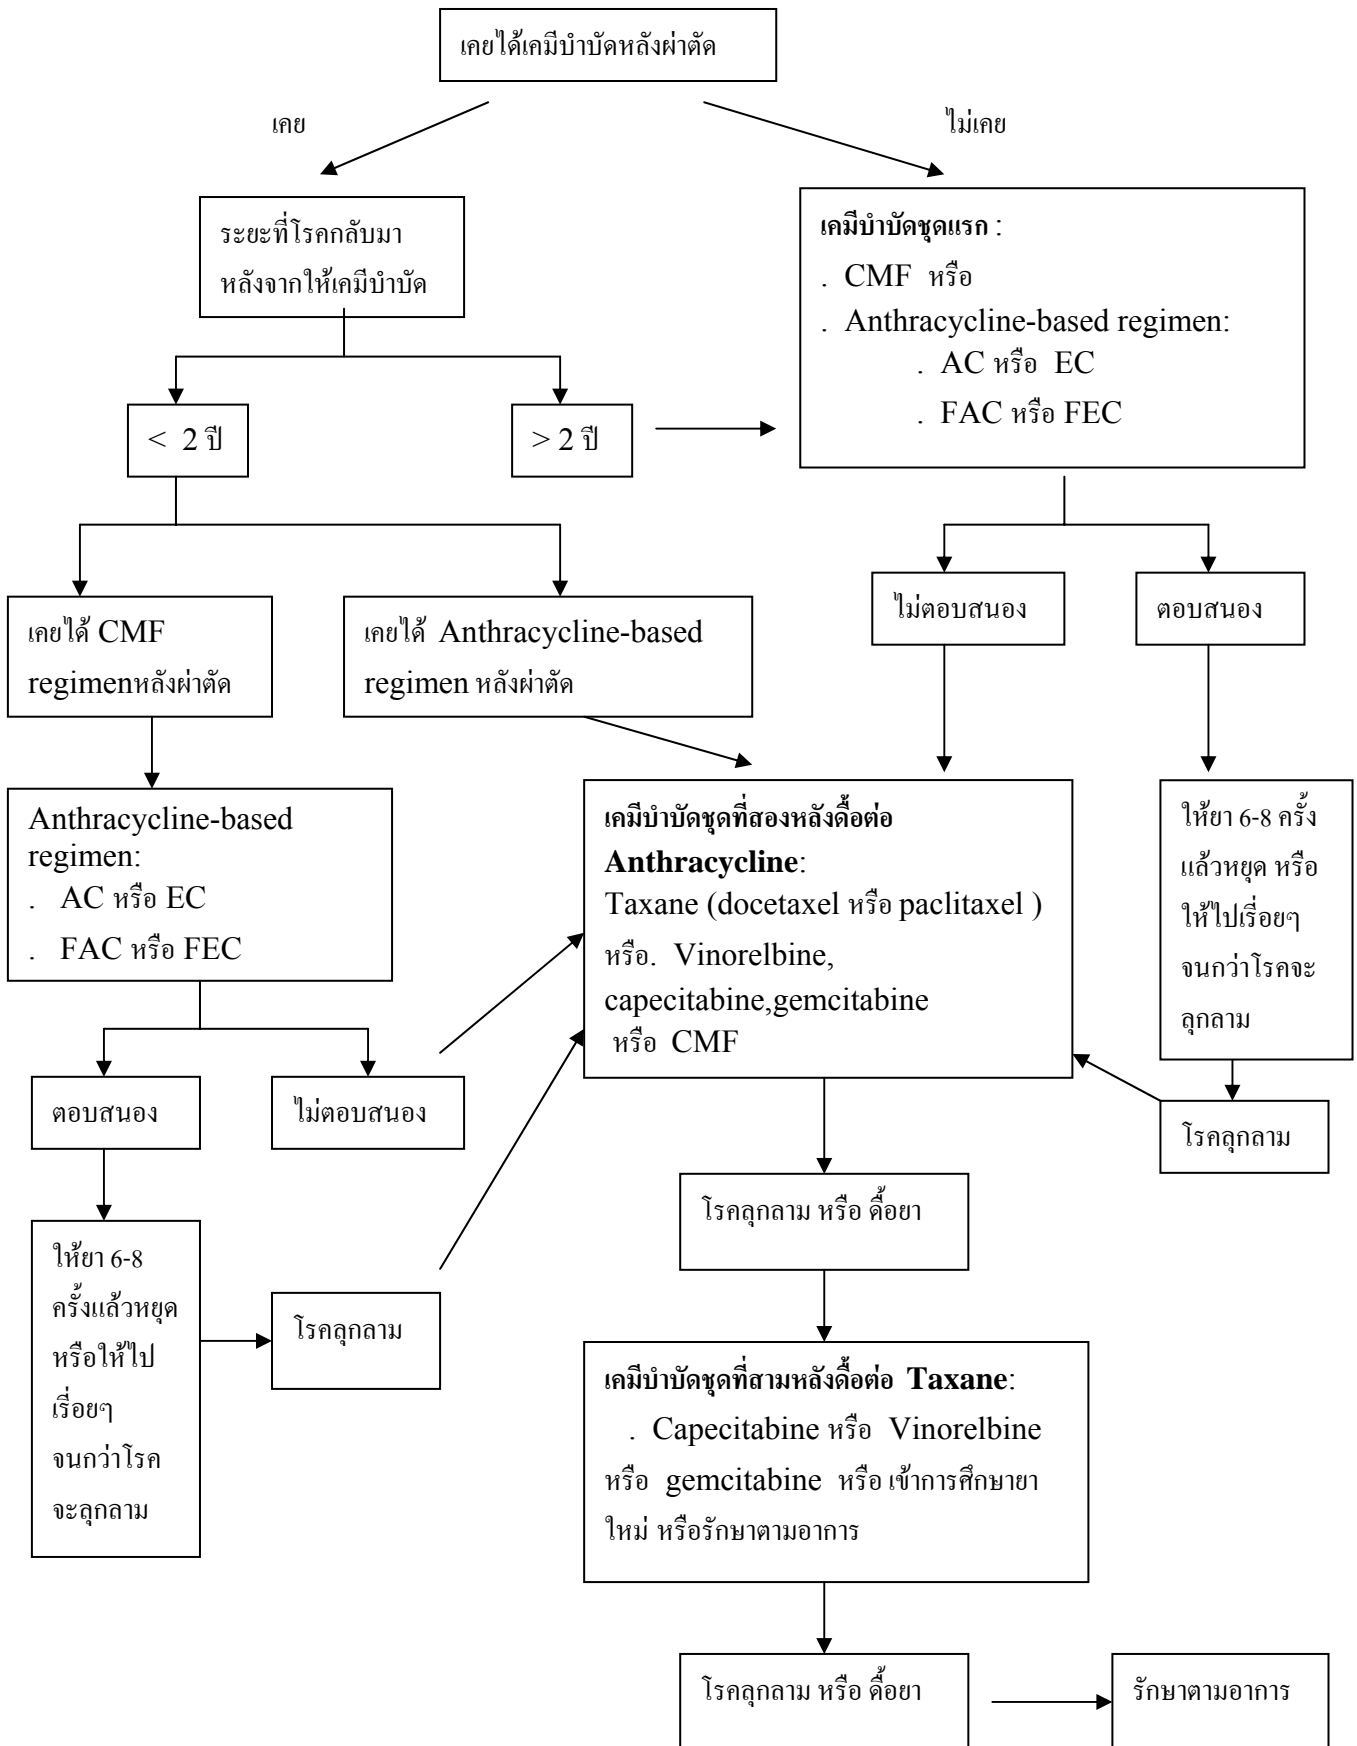 เคยได้เคมีบำบัดหลังผ่าตัด
เคย
ไม่เคย
ระยะที่โรคกลับมา
หลังจากให้เคมีบำบัด
เคมีบำบัดชุดแรก :
. CMF หรือ
. Anthracycline-based regimen:
. AC หรือ EC
. FAC หรือ FEC
< 2 ปี
> 2 ปี
ไม่ตอบสนอง
ตอบสนอง
เคยได้ CMF
regimenหลังผ่าตัด
เคยได้ Anthracycline-based
regimen หลังผ่าตัด
Anthracycline-based
regimen:
. AC หรือ EC
. FAC หรือ FEC
เคมีบำบัดชุดที่สองหลังดื้อต่อ
Anthracycline:
Taxane (docetaxel หรือ paclitaxel )
หรือ. Vinorelbine,
capecitabine,gemcitabine
หรือ CMF
ให้ยา 6-8 ครั้ง
แล้วหยุด หรือ
ให้ไปเรื่อยๆ
จนกว่าโรคจะ
ลุกลาม
ตอบสนอง
ไม่ตอบสนอง
โรคลุกลาม
โรคลุกลาม หรือ ดื้อยา
ให้ยา 6-8
ครั้งแล้วหยุด
หรือให้ไป
เรื่อยๆ
จนกว่าโรค
จะลุกลาม
โรคลุกลาม
เคมีบำบัดชุดที่สามหลังดื้อต่อ Taxane:
. Capecitabine หรือ Vinorelbine
หรือ gemcitabine หรือ เข้าการศึกษายา
ใหม่ หรือรักษาตามอาการ
โรคลุกลาม หรือ ดื้อยา
รักษาตามอาการ